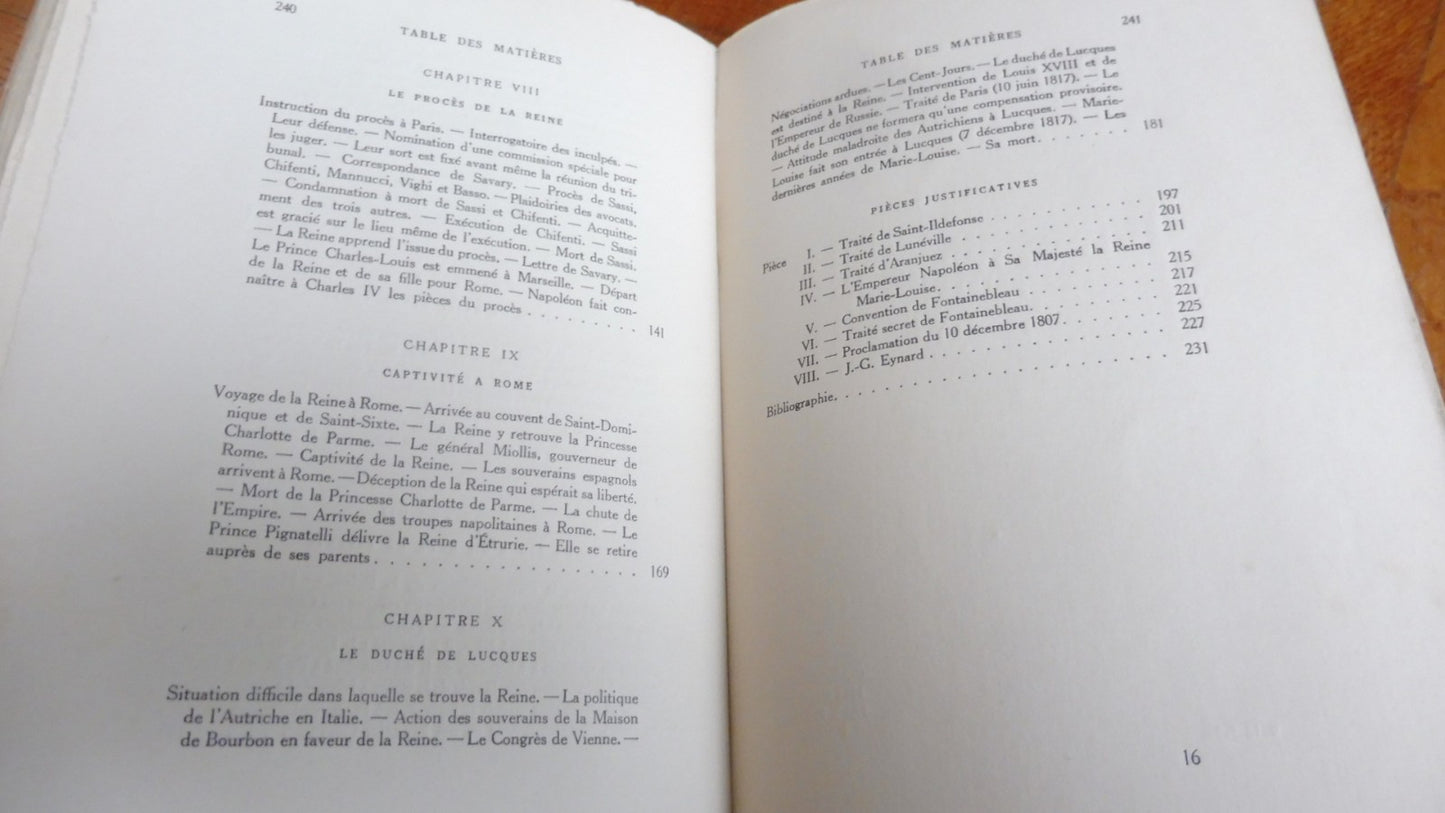 240
TABLE DES MATIÈRES
CHAPITRE VIII
LE PROCÈS DE LA REINE
Instruction du procès à Paris. — Interrogatoire des inculpés. —
Leur défense. — Nomination d'une commission spéciale pour
les juger. — Leur sort est fixé avant même la réunion du tri-
bunal. — Correspondance de Savary. — Procès de Sassi,
Chifenti, Mannucci, Vighi et Basso. — Plaidoiries des avocats.
— Condamnation à mort de Sassi et Chifenti. — Acquitte-
ment des trois autres. — Exécution de Chifenti. — Sassi
est gracié sur le lieu même de l'exécution. — Mort de Sassi.
— La Reine apprend l'issue du procès. — Lettre de Savary. —
Le Prince Charles-Louis est emmené à Marseille. — Départ
de la Reine et de sa fille pour Rome. — Napoléon fait con-
naître à Charles IV les pièces du procès . . . . . . . . . 141
CHAPITRE IX
CAPTIVITÉ A ROME
Voyage de la Reine à Rome. — Arrivée au couvent de Saint-Domi-
nique et de Saint-Sixte. — La Reine y retrouve la Princesse
Charlotte de Parme. — Le général Miollis, gouverneur de
Rome. — Captivité de la Reine. — Les souverains espagnols
arrivent à Rome. — Déception de la Reine qui espérait sa liberté.
— Mort de la Princesse Charlotte de Parme. — La chute de
l'Empire. — Arrivée des troupes napolitaines à Rome. — Le
Prince Pignatelli délivre la Reine d'Étrurie. — Elle se retire
auprès de ses parents . . . . . . . . . . . . . . . . . . . 169
CHAPITRE X
LE DUCHÉ DE LUCQUES
Situation difficile dans laquelle se trouve la Reine. — La politique
de l'Autriche en Italie. — Action des souverains de la Maison
de Bourbon en faveur de la Reine. — Le Congrès de Vienne. —
241
TABLE DES MATIÈRES
Négociations ardues. — Les Cent-Jours. — Le duché de Lucques
est destiné à la Reine. — Intervention de Louis XVIII et de
l'Empereur de Russie. — Traité de Paris (10 juin 1817). — Le
duché de Lucques ne formera qu'une compensation provisoire.
— Attitude maladroite des Autrichiens à Lucques. — Marie-
Louise fait son entrée à Lucques (7 décembre 1817). — Les
dernières années de Marie-Louise. — Sa mort. . . . . . . . 181
PIÈCES JUSTIFICATIVES
Pièce I. — Traité de Saint-Ildefonse . . . . . . . . . . 197
II. — Traité de Lunéville . . . . . . . . . . . . . 201
III. — Traité d'Aranjuez . . . . . . . . . . . . . 211
IV. — L'Empereur Napoléon à Sa Majesté la Reine
Marie-Louise. . . . . . . . . . . . . . . 215
V. — Convention de Fontainebleau . . . . . . . . . 217
VI. — Traité secret de Fontainebleau. . . . . . . . . 221
VII. — Proclamation du 10 décembre 1807. . . . . . . 225
VIII. — J.-G. Eynard . . . . . . . . . . . . . . . 227
Bibliographie. . . . . . . . . . . . . . . . . . . . . . 231
16